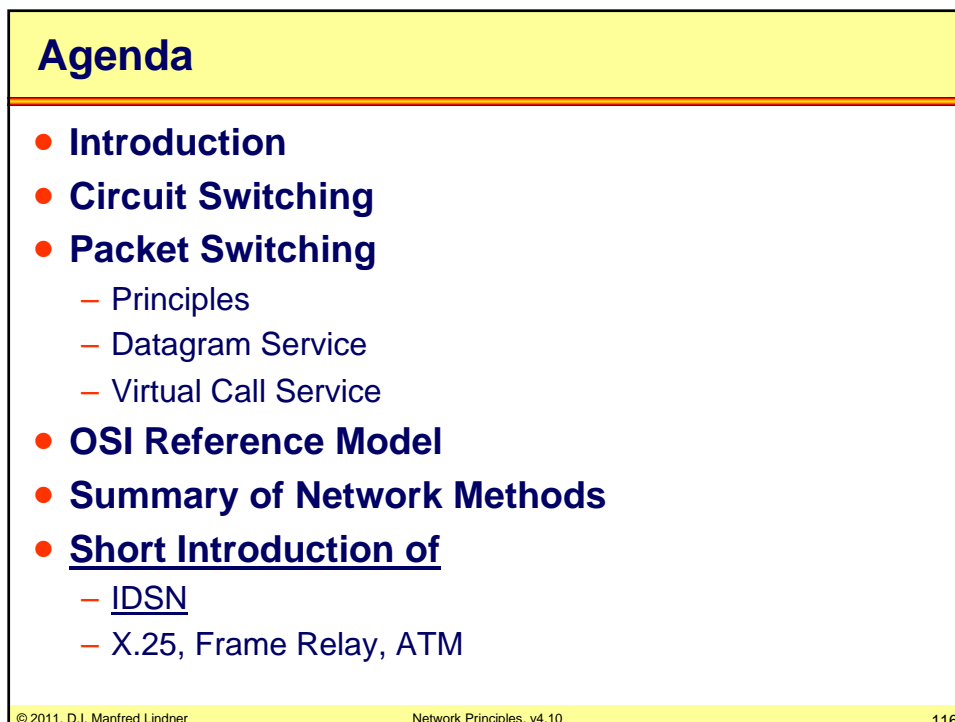 Agenda
• Introduction
• Circuit Switching
• Packet Switching
– Principles
– Datagram Service
– Virtual Call Service
• OSI Reference Model
• Summary of Network Methods
• Short Introduction of
– IDSN
– X.25, Frame Relay, ATM
© 2011, D.I. Manfred Lindner
Network Principles, v4.10
116